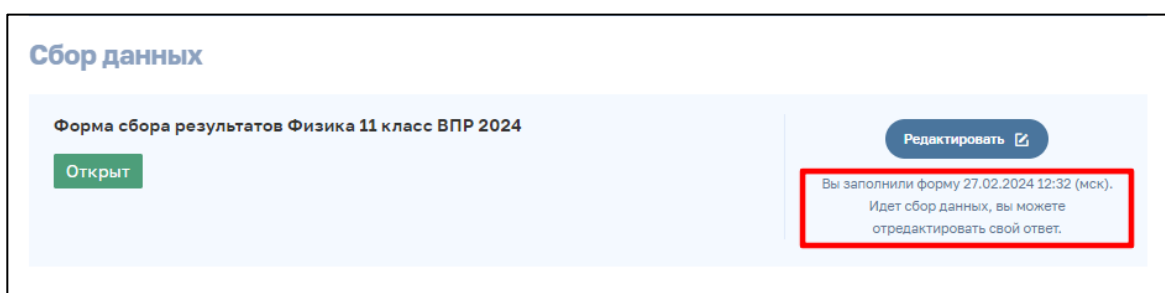 Сбор данных
Форма сбора результатов Физика 11 класс ВПР 2024
Открыт
Редактировать
Вы заполнили форму 27.02.2024 12:32 (мск).
Идет сбор данных, вы можете
отредактировать свой ответ.